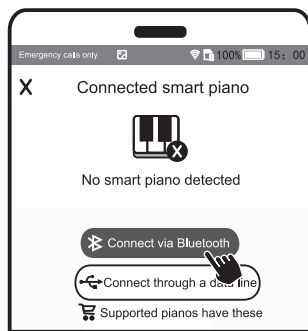 Emergency calls only 100% 15：00
X Connected smart piano
No smart piano detected
Connect via Bluetooth
Connect through a data line
Supported pianos have these